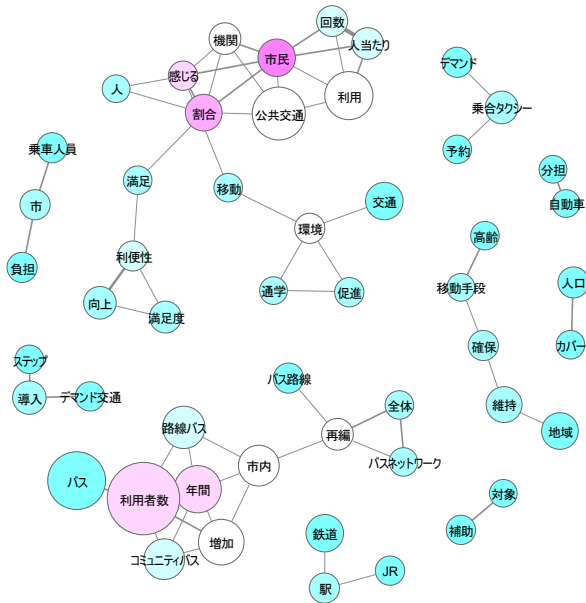 回数
機関
人当たり
市民
デマンド
感じる
人
利用
乗合タクシー
割合
公共交通
乗車人員
予約
分担
満足
移動
交通
自動車
市
環境
高齢
利便性
負担
移動手段
人口
通学
促進
向上
満足度
確保
カバー
ステップ
バス路線
導入
デマンド交通
全体
維持
路線バス
再編
地域
市内
バスネットワーク
バス
年間
利用者数
対象
鉄道
補助
増加
コミュニティバス
JR
駅